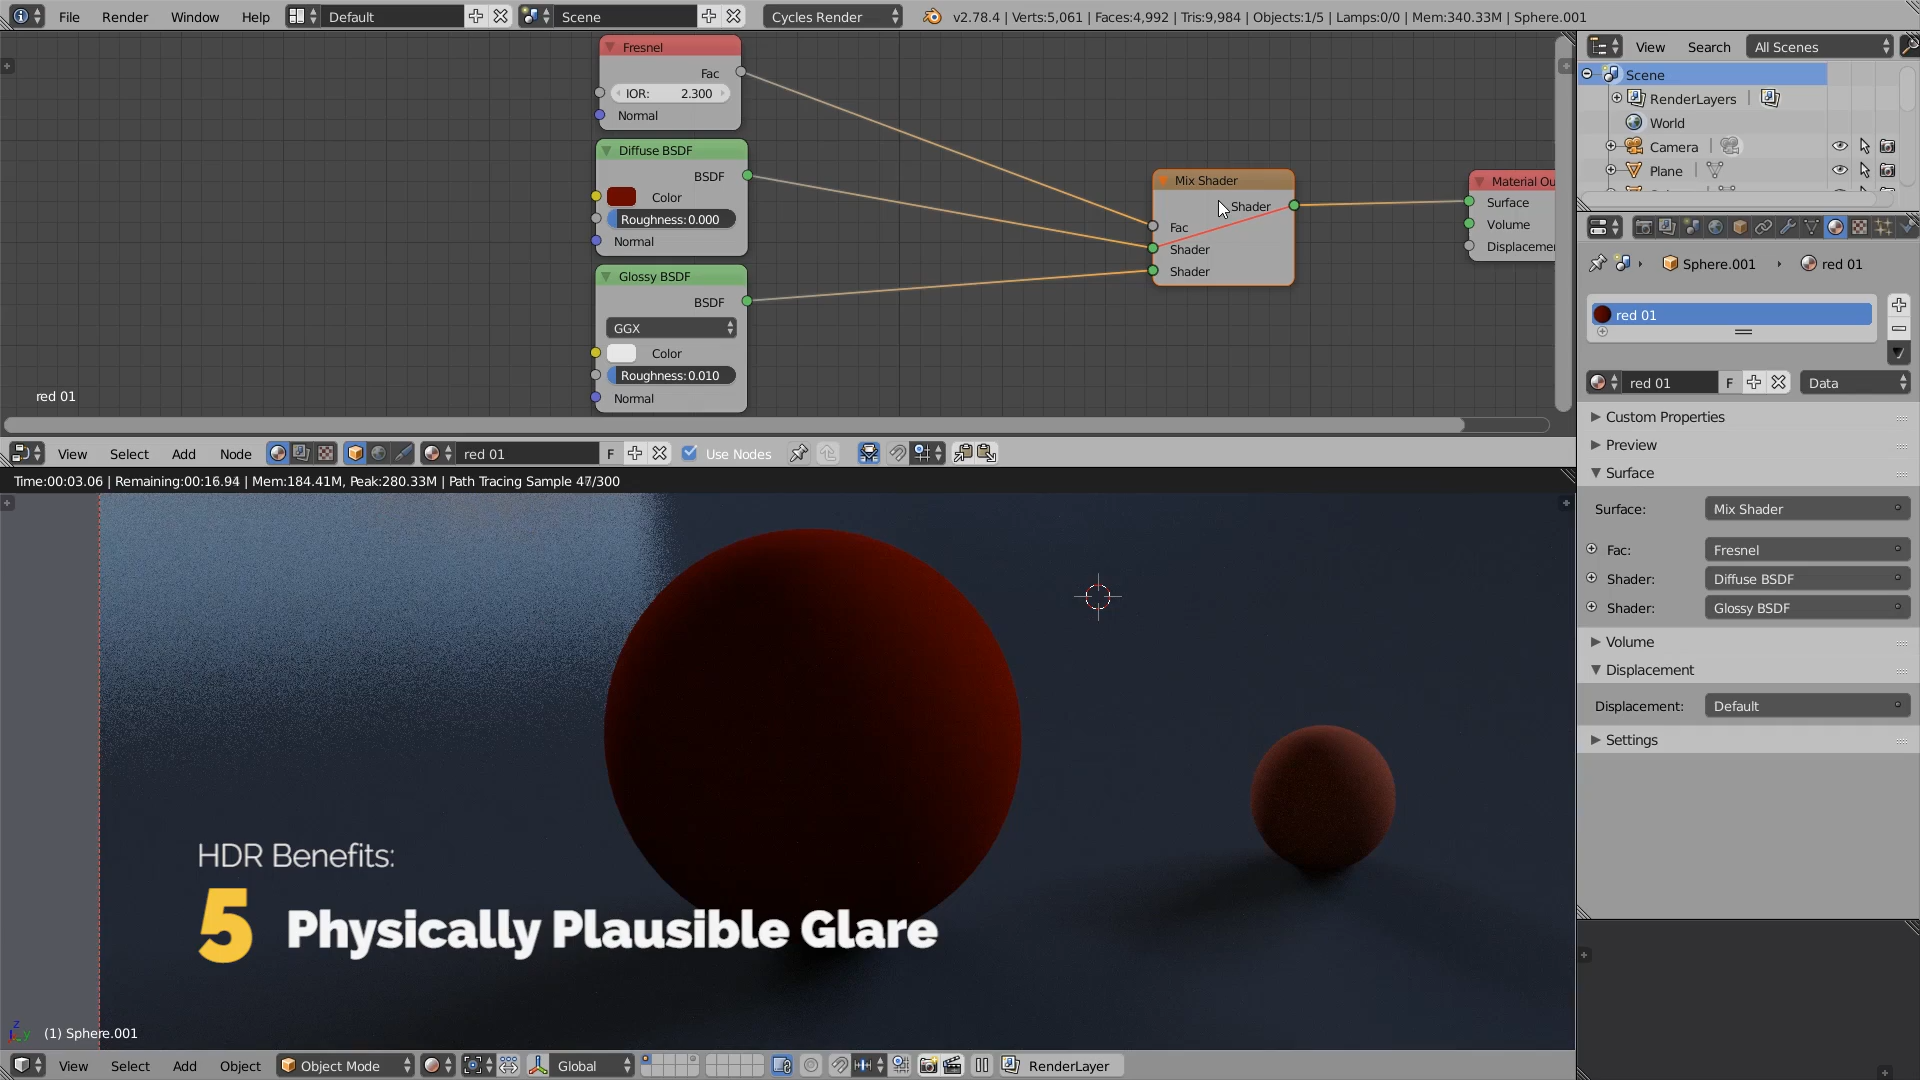 File Render Window Help Default Scene Cycles Render v2.78.4 | Verts:5,061 | Faces:4,992 | Tris:9,984 | Objects:1/5 | Lamps:0/0 | Mem:340.33M | Sphere.001
View Search All Scenes
Scene
RenderLayers
World
Camera
Plane
Fresnel
Fac
IOR: 2.300
Normal
Diffuse BSDF
BSDF
Color
Roughness: 0.000
Normal
Glossy BSDF
BSDF
GGX
Color
Roughness: 0.010
Normal
Mix Shader
Shader
Fac
Shader
Shader
Material Ou
Surface
Volume
Displacemen
red 01
View Select Add Node red 01 F Use Nodes
Time:00:03.06 | Remaining:00:16.94 | Mem:184.41M, Peak:280.33M | Path Tracing Sample 47/300
Sphere.001 red 01
red 01
red 01 F Data
Custom Properties
Preview
Surface
Surface: Mix Shader
Fac: Fresnel
Shader: Diffuse BSDF
Shader: Glossy BSDF
Volume
Displacement
Displacement: Default
Settings
HDR Benefits:
5 Physically Plausible Glare
(1) Sphere.001
View Select Add Object Object Mode Global RenderLayer